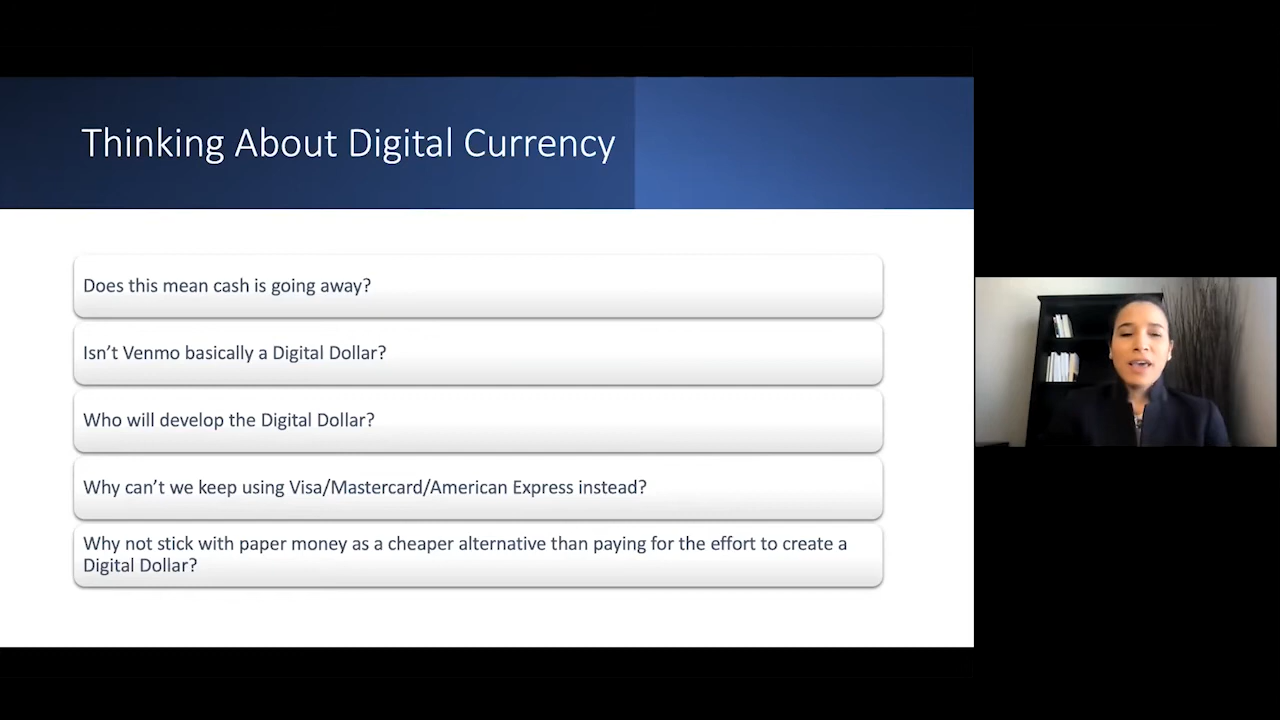 Thinking About Digital Currency
Does this mean cash is going away?
Isn’t Venmo basically a Digital Dollar?
Who will develop the Digital Dollar?
Why can’t we keep using Visa/Mastercard/American Express instead?
Why not stick with paper money as a cheaper alternative than paying for the effort to create a
Digital Dollar?